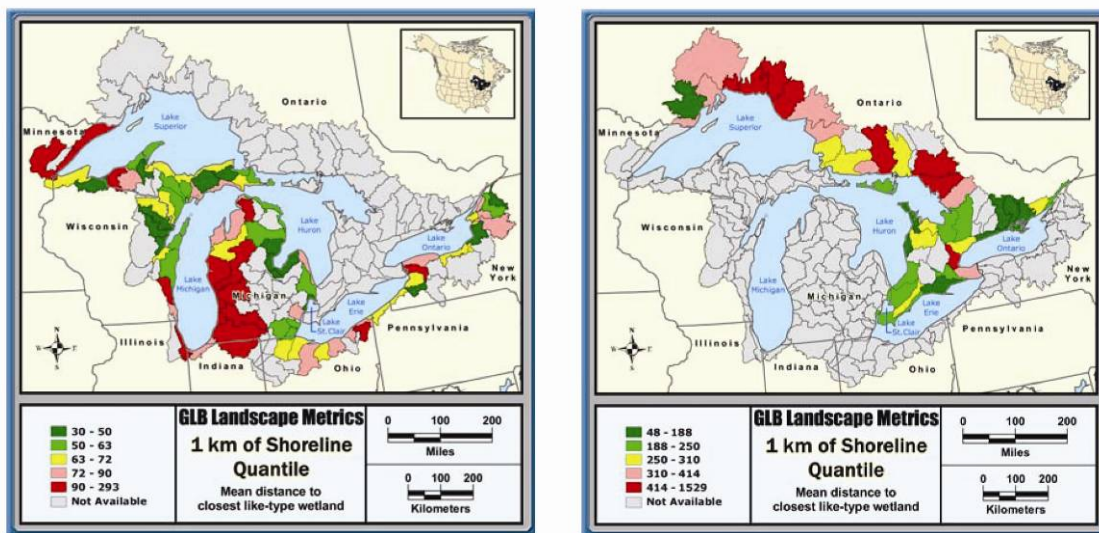 Ontario
Lake
Superior
Minnesota
Wisconsin
Lake
Huron
Lake
Ontario
Lake
Michigan
Michigan
New
York
Lake
Erie
Lake
St. Clair
Pennsylvania
Illinois
Indiana
Ohio
N
W
S
30 - 50
50 - 63
63 - 72
72 - 90
90 - 293
Not Available
GLB Landscape Metrics
1 km of Shoreline
Quantile
Mean distance to
closest like-type wetland
0 100 200
Miles
0 100 200
Kilometers
Ontario
Lake
Superior
Minnesota
Wisconsin
Lake
Huron
Lake
Ontario
Lake
Michigan
Michigan
New
York
Lake
Erie
Lake
St. Clair
Pennsylvania
Illinois
Indiana
Ohio
N
W
S
48 - 188
188 - 250
250 - 310
310 - 414
414 - 1529
Not Available
GLB Landscape Metrics
1 km of Shoreline
Quantile
Mean distance to
closest like-type wetland
0 100 200
Miles
0 100 200
Kilometers